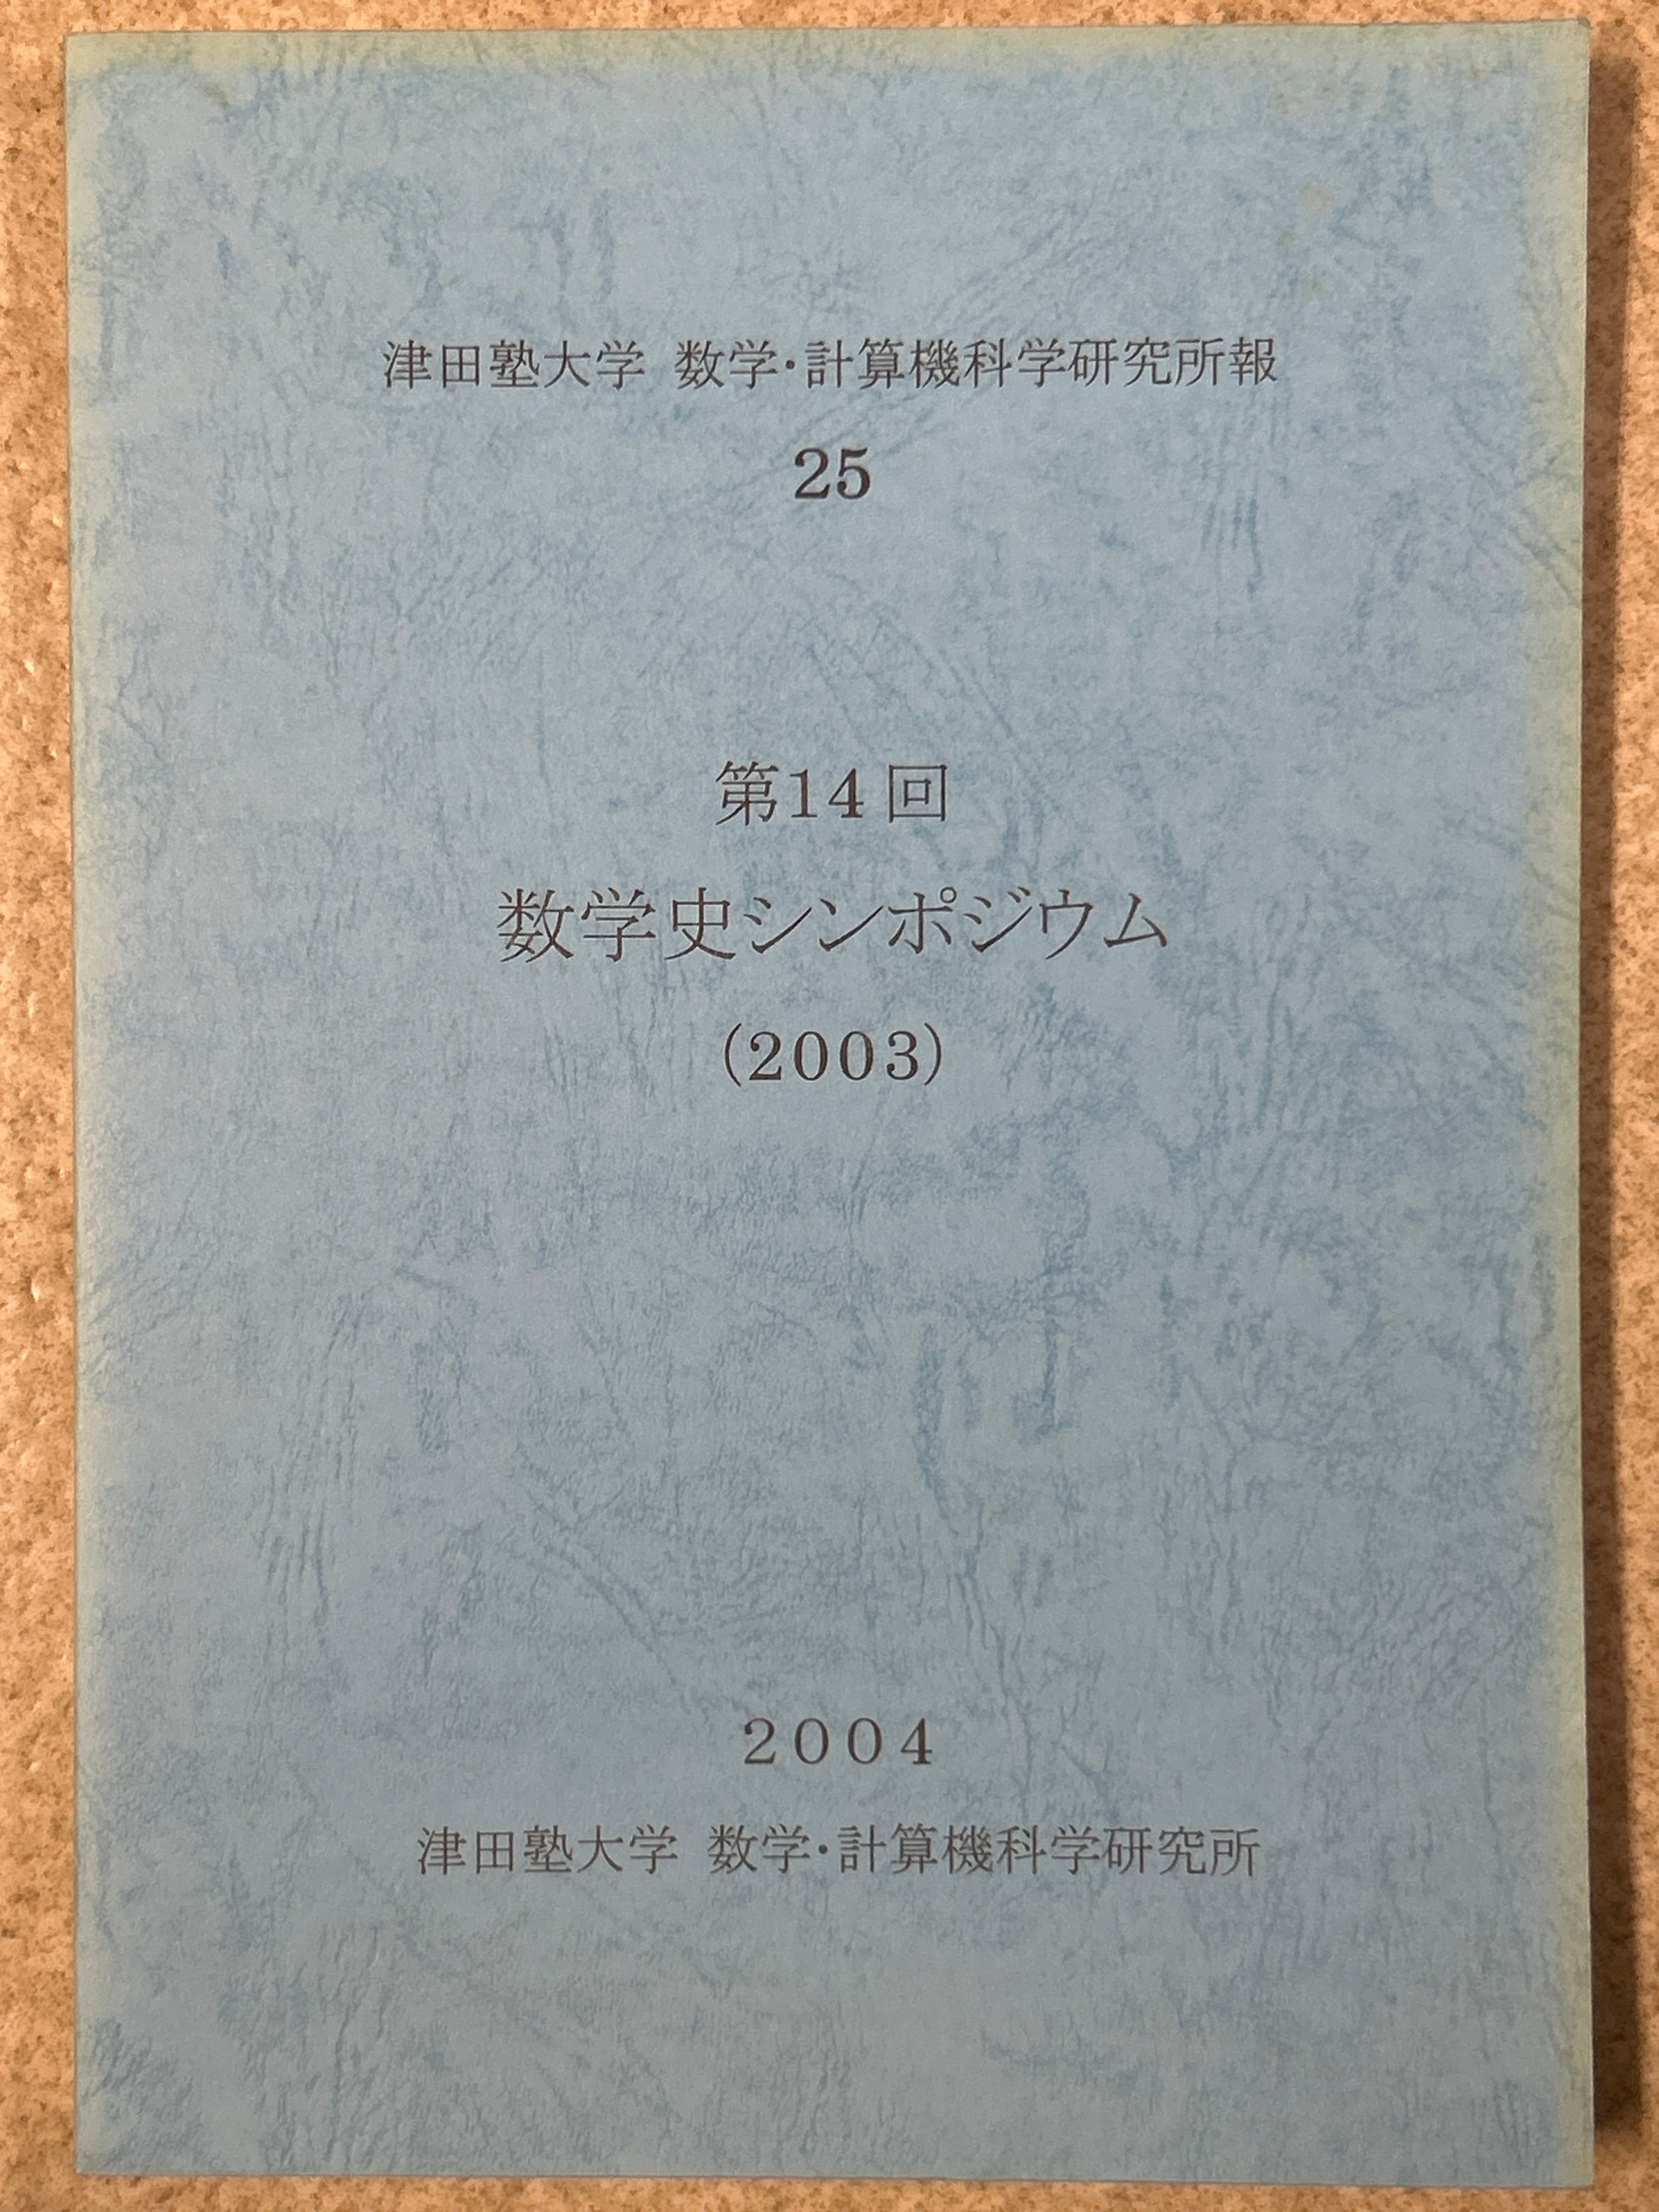 津田塾大学 数学・計算機科学研究所報
25
第14回
数学史シンポジウム
(2003)
2004
津田塾大学 数学・計算機科学研究所